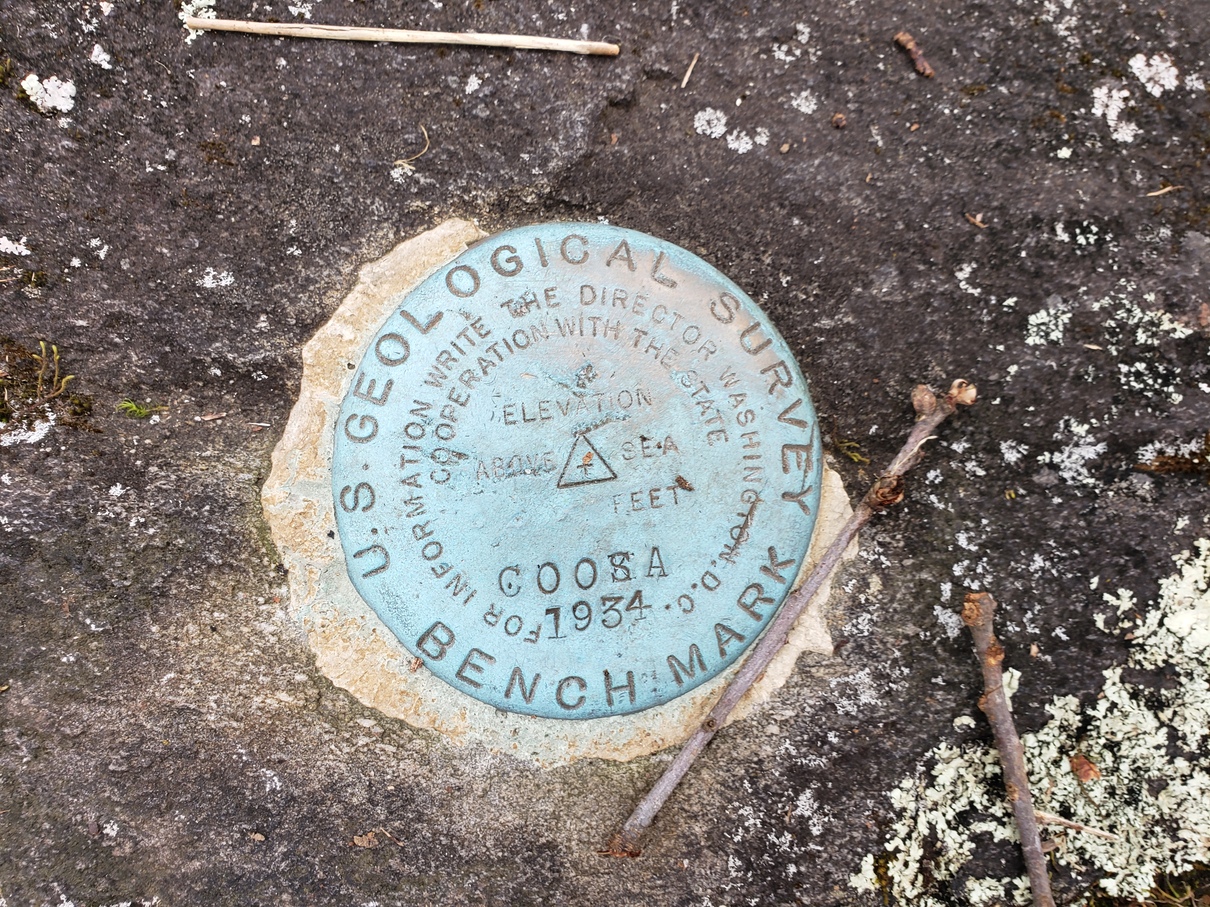 U.S. GEOLOGICAL SURVEY
BENCH MARK
FOR INFORMATION WRITE THE DIRECTOR WASHINGTON, D.C.
COOPERATION WITH THE STATE
ELEVATION
ABOVE SEA
FEET
COOSA
1934